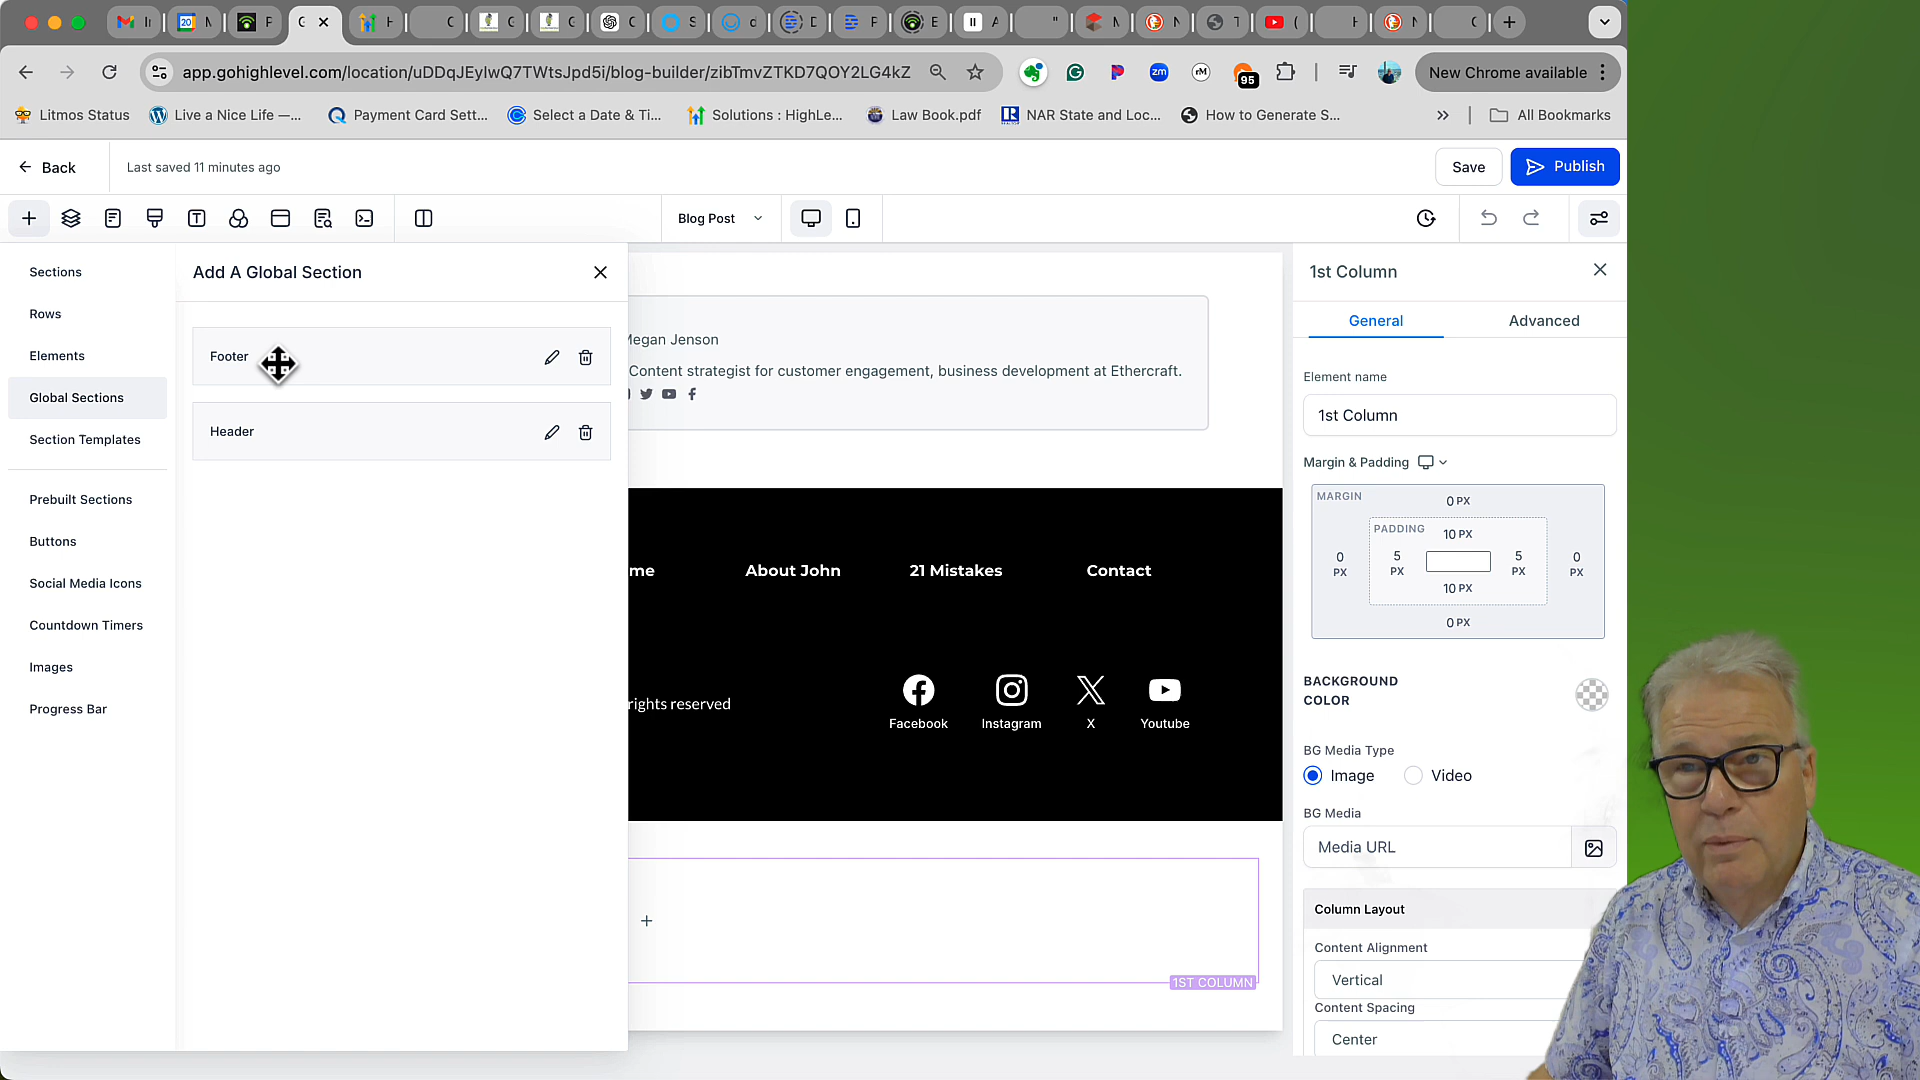 app.gohighlevel.com/location/uDDqJEyIwQ7TWtsJpd5i/blog-builder/zibTmvZTKD7QOY2LG4kZ
95
New Chrome available
Litmos Status
Live a Nice Life —...
Payment Card Sett...
Select a Date & Ti...
Solutions : HighLe...
Law Book.pdf
NAR State and Loc...
How to Generate S...
All Bookmarks
Back
Last saved 11 minutes ago
Save
Publish
Blog Post
Sections
Rows
Elements
Global Sections
Section Templates
Prebuilt Sections
Buttons
Social Media Icons
Countdown Timers
Images
Progress Bar
Add A Global Section
Footer
Header
Megan Jenson
Content strategist for customer engagement, business development at Ethercraft.
me
About John
21 Mistakes
Contact
rights reserved
Facebook
Instagram
X
Youtube
1ST COLUMN
1st Column
General
Advanced
Element name
1st Column
Margin & Padding
MARGIN
0 PX
PADDING
10 PX
0 PX
5 PX
5 PX
0 PX
10 PX
0 PX
BACKGROUND
COLOR
BG Media Type
Image
Video
BG Media
Media URL
Column Layout
Content Alignment
Vertical
Content Spacing
Center